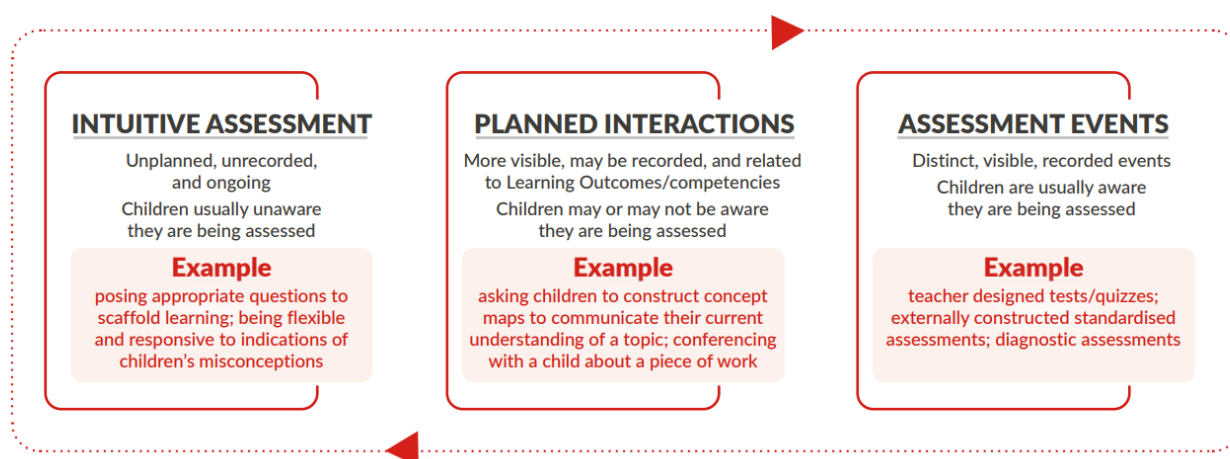 INTUITIVE ASSESSMENT
Unplanned, unrecorded,
and ongoing
Children usually unaware
they are being assessed
Example
posing appropriate questions to
scaffold learning; being flexible
and responsive to indications of
children's misconceptions
PLANNED INTERACTIONS
More visible, may be recorded, and related
to Learning Outcomes/competencies
Children may or may not be aware
they are being assessed
Example
asking children to construct concept
maps to communicate their current
understanding of a topic; conferencing
with a child about a piece of work
ASSESSMENT EVENTS
Distinct, visible, recorded events
Children are usually aware
they are being assessed
Example
teacher designed tests/quizzes;
externally constructed standardised
assessments; diagnostic assessments